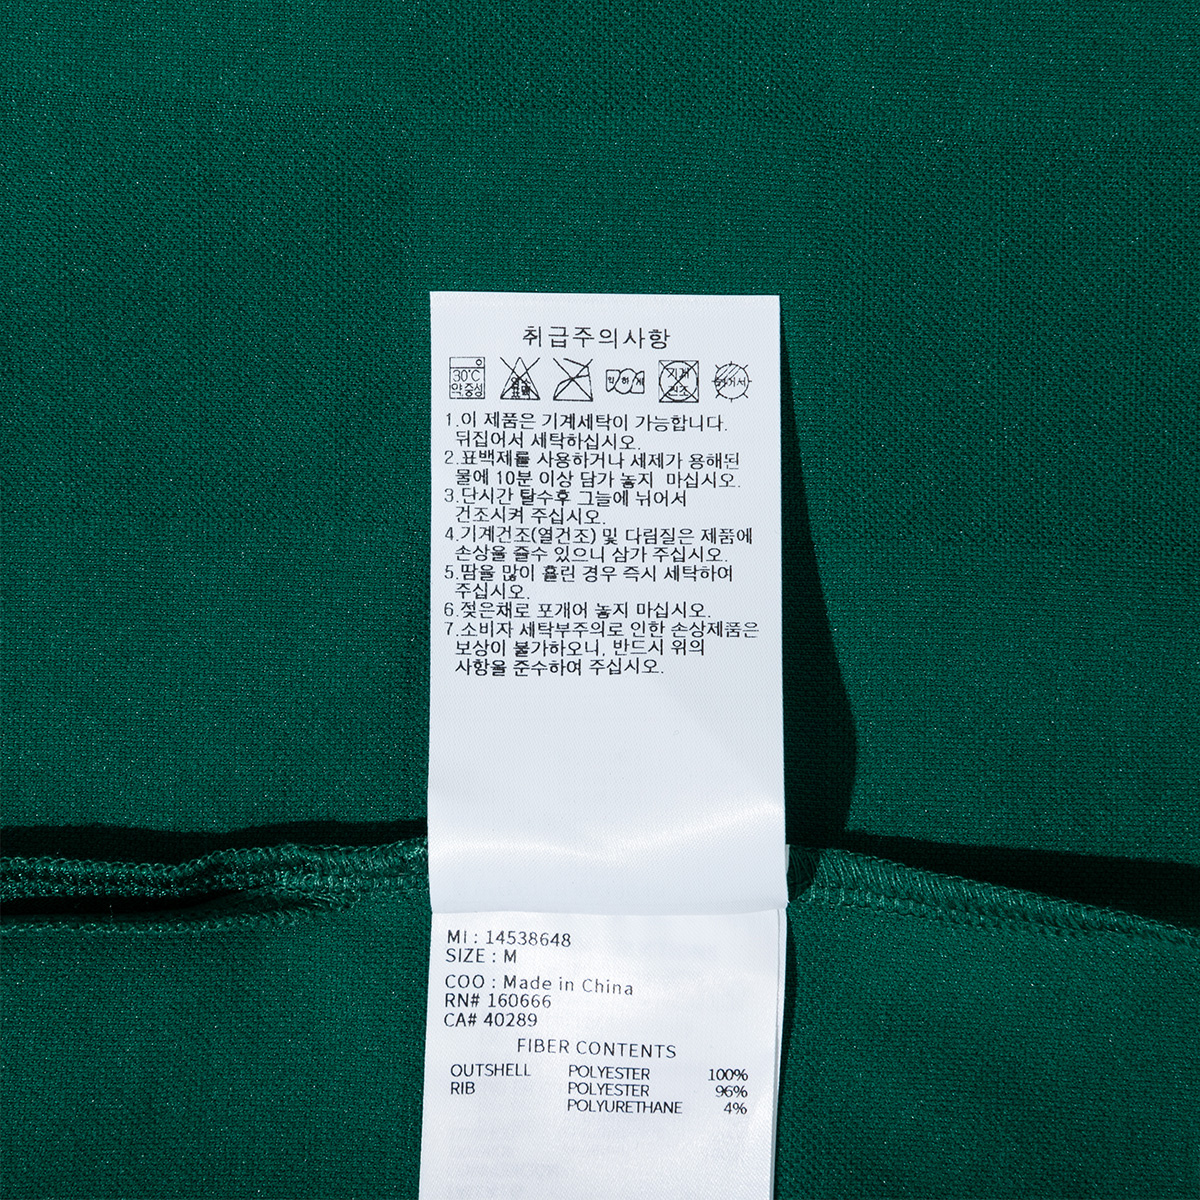 취급주의사항
30°C
약 중성
1.이 제품은 기계세탁이 가능합니다.
뒤집어서 세탁하십시오.
2.표백제를 사용하거나 세제가 용해된
물에 10분 이상 담가 놓지 마십시오.
3.단시간 탈수후 그늘에 뉘어서
건조시켜 주십시오.
4.기계건조(열건조) 및 다림질은 제품에
손상을 줄수 있으니 삼가 주십시오.
5.땀을 많이 흘린 경우 즉시 세탁하여
주십시오.
6.젖은채로 포개어 놓지 마십시오.
7.소비자 세탁부주의로 인한 손상제품은
보상이 불가하오니, 반드시 위의
사항을 준수하여 주십시오.
MI : 14538648
SIZE : M
COO : Made in China
RN# 160666
CA# 40289
FIBER CONTENTS
OUTSHELL POLYESTER 100%
RIB POLYESTER 96%
POLYURETHANE 4%